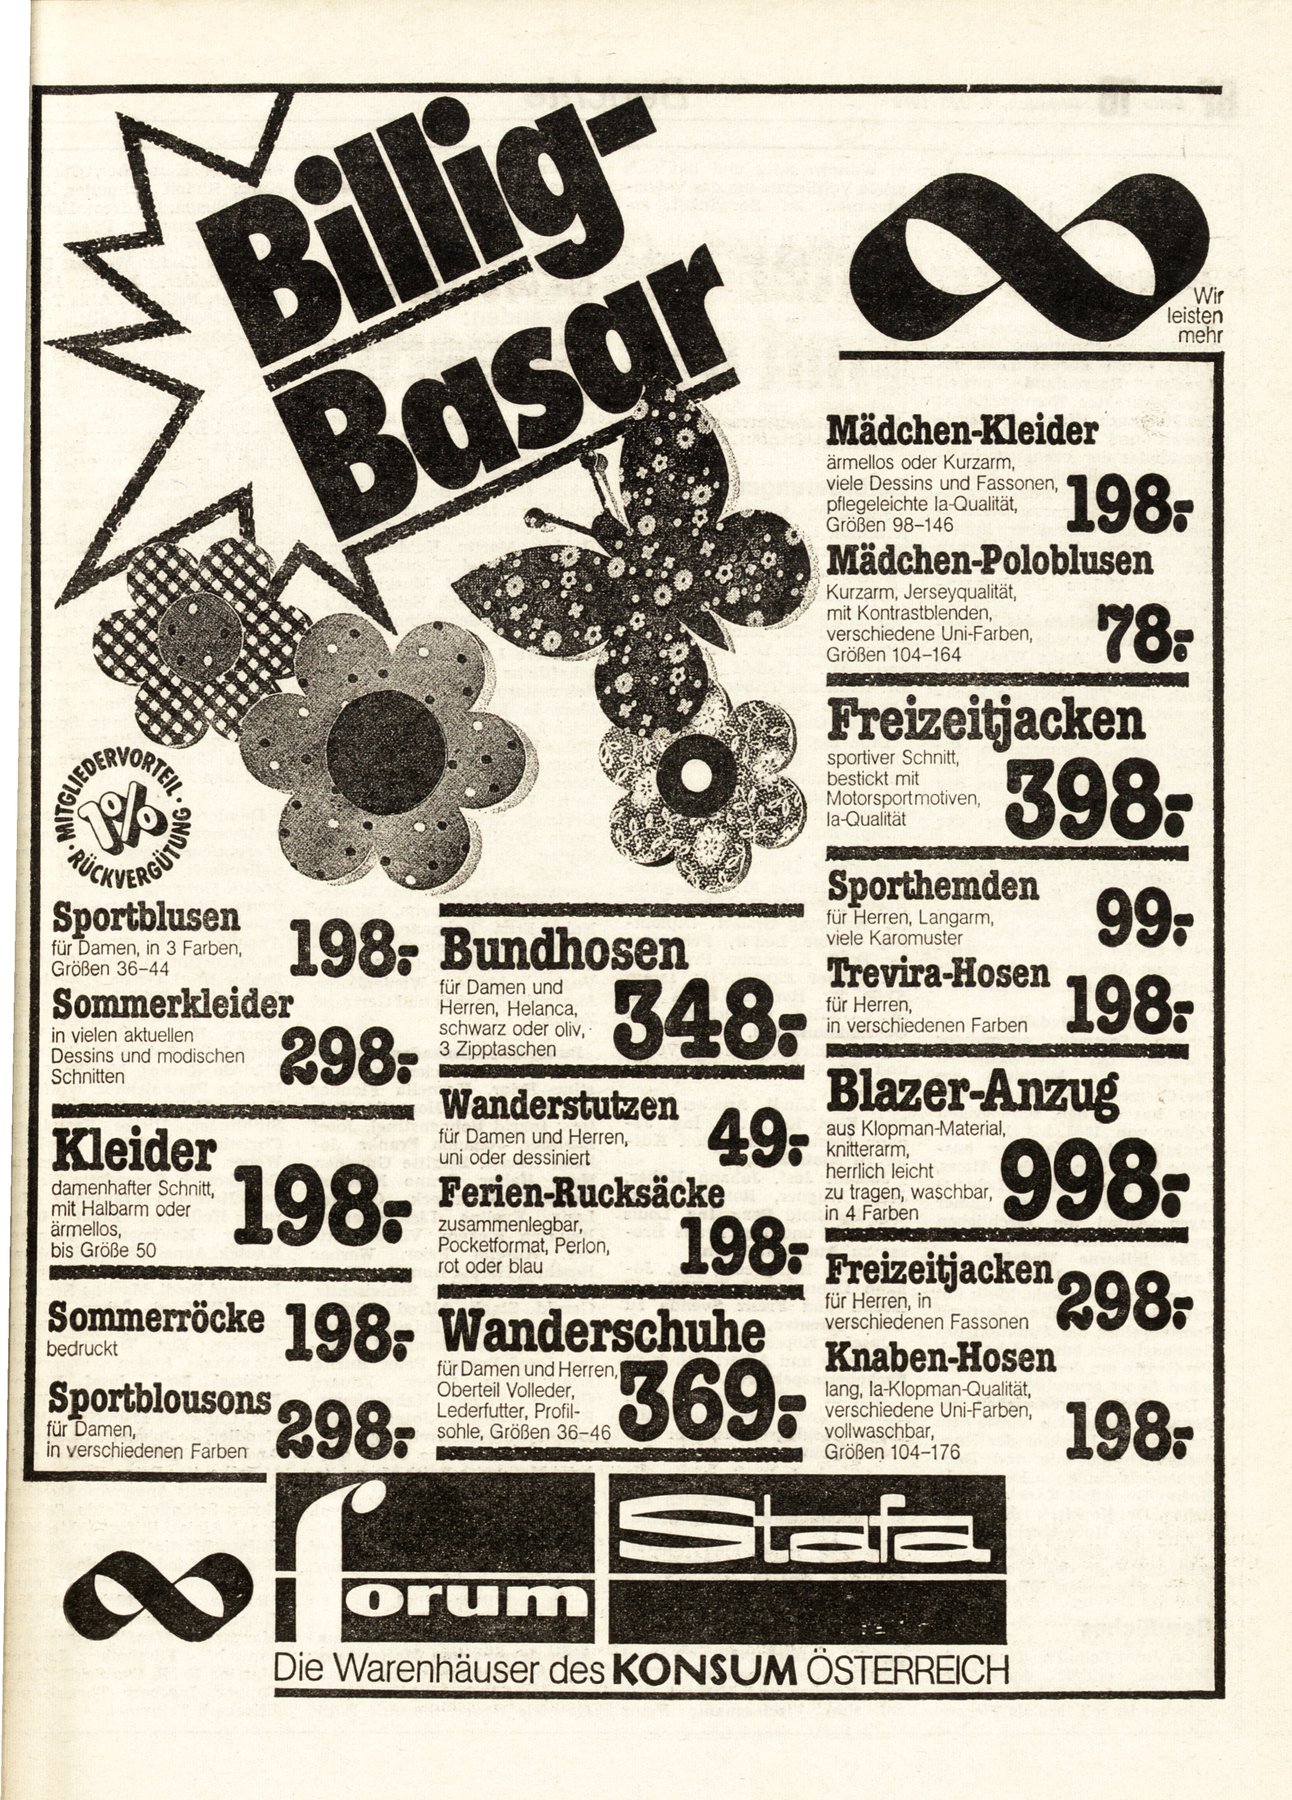 Billig-
Basar
Wir
leisten
mehr
MITGLIEDERVORTEIL
1%
RÜCKVERGÜTUNG
Sportblusen
für Damen, in 3 Farben,
Größen 36–44
198,-
Sommerkleider
in vielen aktuellen
Dessins und modischen
Schnitten
298,-
Kleider
damenhafter Schnitt,
mit Halbarm oder
ärmellos,
bis Größe 50
198,-
Sommerröcke
bedruckt
198,-
Sportblousons
für Damen,
in verschiedenen Farben
298,-
Bundhosen
für Damen und
Herren, Helanca,
schwarz oder oliv,
3 Zipptaschen
348,-
Wanderstutzen
für Damen und Herren,
uni oder dessiniert
49,-
Ferien-Rucksäcke
zusammenlegbar,
Pocketformat, Perlon,
rot oder blau
198,-
Wanderschuhe
für Damen und Herren,
Oberteil Volleder,
Lederfutter, Profil-
sohle, Größen 36–46
369,-
Mädchen-Kleider
ärmellos oder Kurzarm,
viele Dessins und Fassonen,
pflegeleichte Ia-Qualität,
Größen 98–146
198,-
Mädchen-Poloblusen
Kurzarm, Jerseyqualität,
mit Kontrastblenden,
verschiedene Uni-Farben,
Größen 104–164
78,-
Freizeitjacken
sportiver Schnitt,
bestickt mit
Motorsportmotiven,
Ia-Qualität
398,-
Sporthemden
für Herren, Langarm,
viele Karomuster
99,-
Trevira-Hosen
für Herren,
in verschiedenen Farben
198,-
Blazer-Anzug
aus Klopman-Material,
knitterarm,
herrlich leicht
zu tragen, waschbar,
in 4 Farben
998,-
Freizeitjacken
für Herren, in
verschiedenen Fassonen
298,-
Knaben-Hosen
lang, Ia-Klopman-Qualität,
verschiedene Uni-Farben,
vollwaschbar,
Größen 104–176
198,-
forum
Stafa
Die Warenhäuser des KONSUM ÖSTERREICH